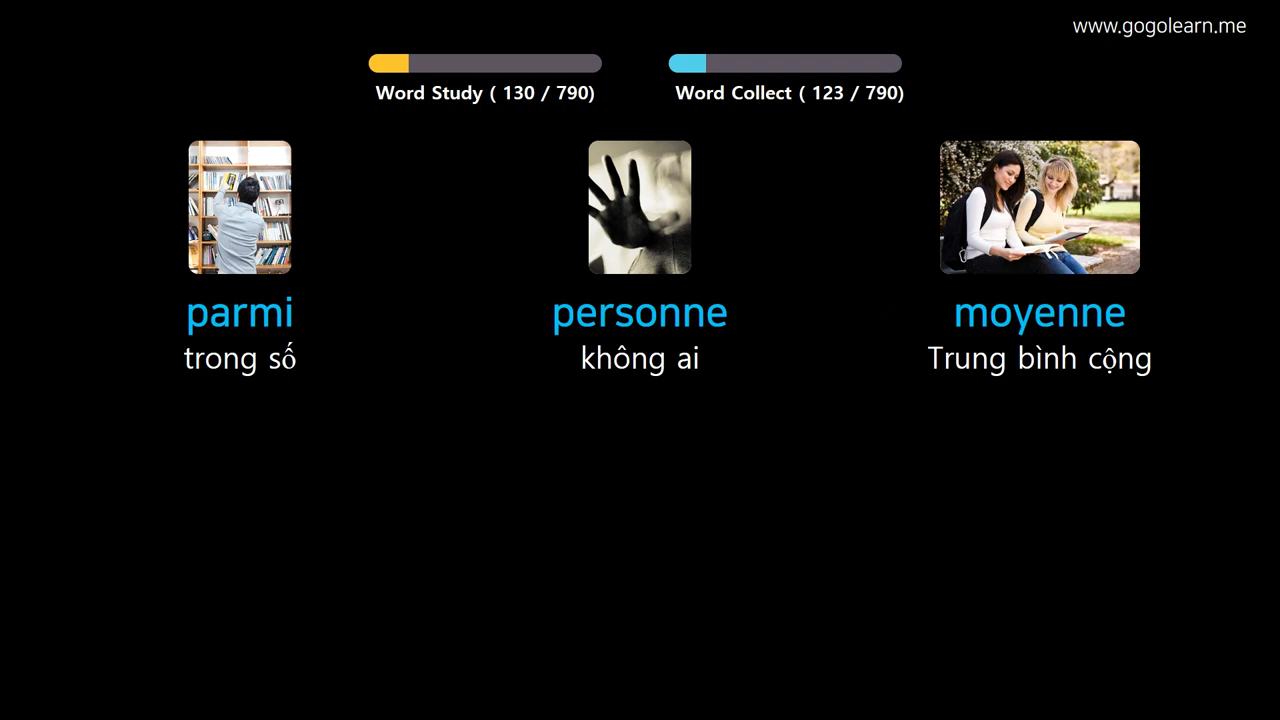 www.gogolearn.me
Word Study ( 130 / 790)
Word Collect ( 123 / 790)
parmi
personne
moyenne
trong số
không ai
Trung bình cộng